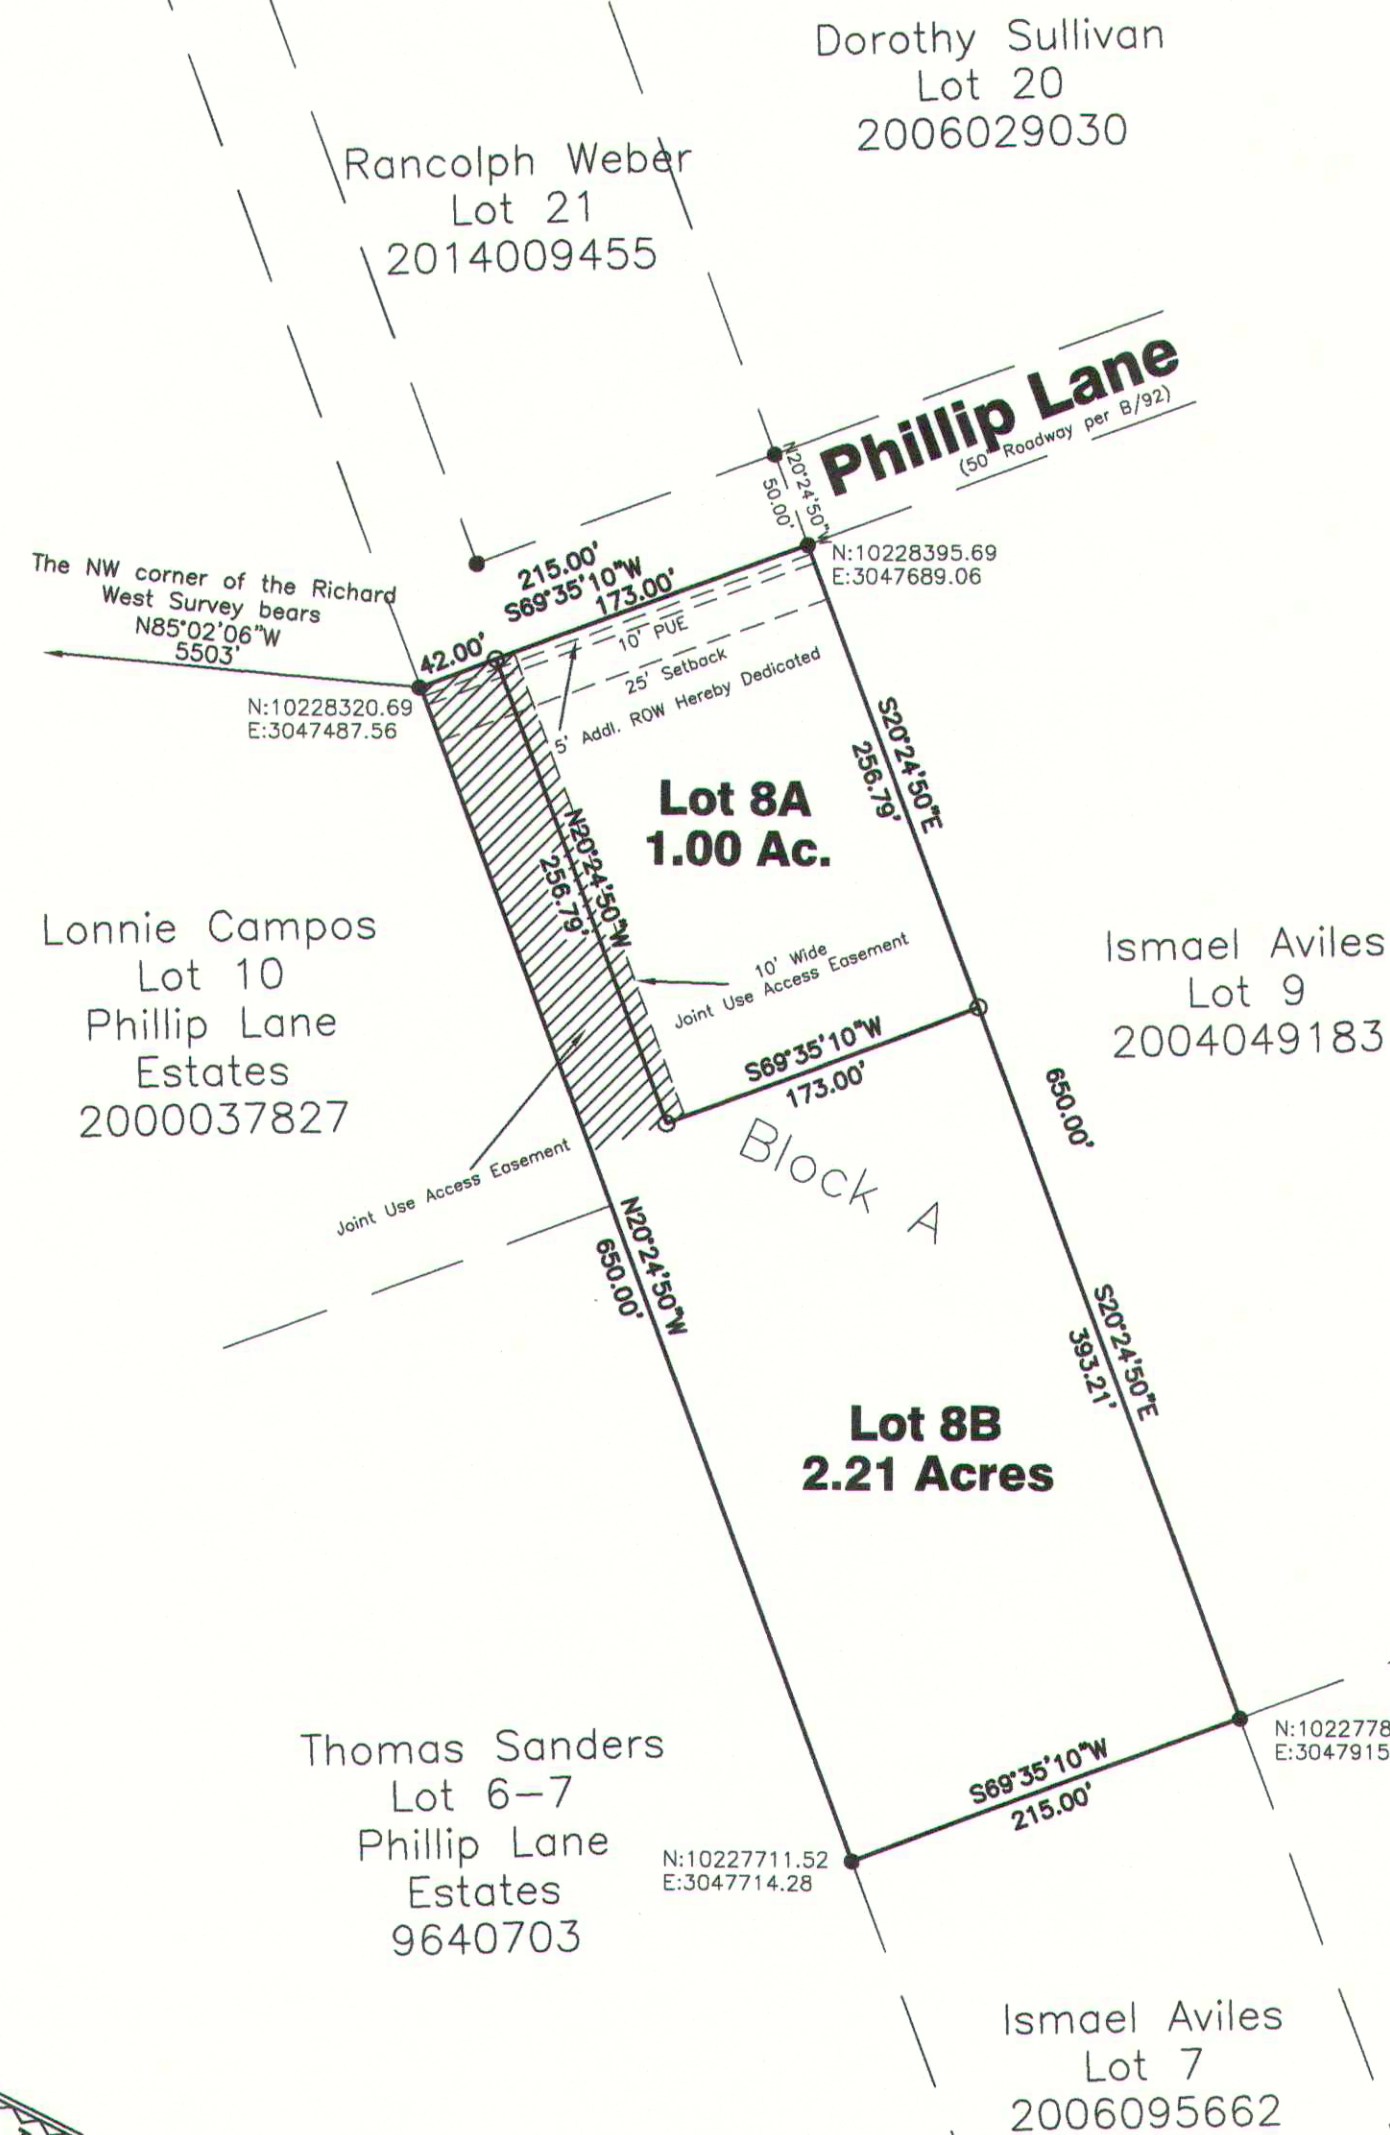 Dorothy Sullivan
Lot 20
2006029030
Rancolph Weber
Lot 21
2014009455
Phillip Lane
(50' Roadway per B/92)
N20°24'50"W
50.00'
N:10228395.69
E:3047689.06
The NW corner of the Richard
West Survey bears
N85°02'06"W
5503'
215.00'
S69°35'10"W
173.00'
42.00'
10' PUE
25' Setback
5' Addl. ROW Hereby Dedicated
N:10228320.69
E:3047487.56
S20°24'50"E
256.79'
Lot 8A
1.00 Ac.
N20°24'50"W
256.79'
10' Wide
Joint Use Access Easement
Lonnie Campos
Lot 10
Phillip Lane
Estates
2000037827
Ismael Aviles
Lot 9
2004049183
S69°35'10"W
173.00'
650.00'
Block A
Joint Use Access Easement
N20°24'50"W
650.00'
S20°24'50"E
393.21'
Lot 8B
2.21 Acres
Thomas Sanders
Lot 6-7
Phillip Lane
Estates
9640703
S69°35'10"W
215.00'
N:1022778
E:3047915
N:10227711.52
E:3047714.28
Ismael Aviles
Lot 7
2006095662